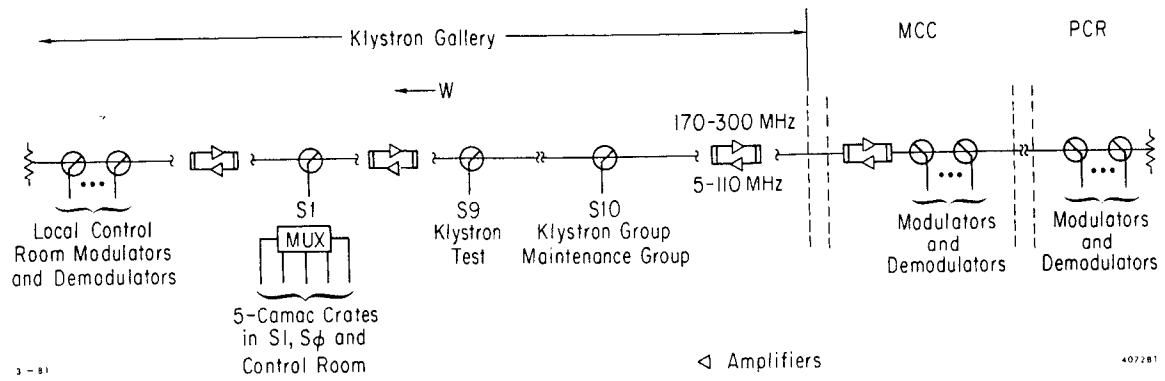 Klystron Gallery
MCC
PCR
W
170-300 MHz
5-110 MHz
Local Control
Room Modulators
and Demodulators
S1
MUX
5-Camac Crates
in S1, Sϕ and
Control Room
S9
Klystron
Test
S10
Klystron Group
Maintenance Group
Modulators
and
Demodulators
Modulators
and
Demodulators
3-81
Amplifiers
4072B1